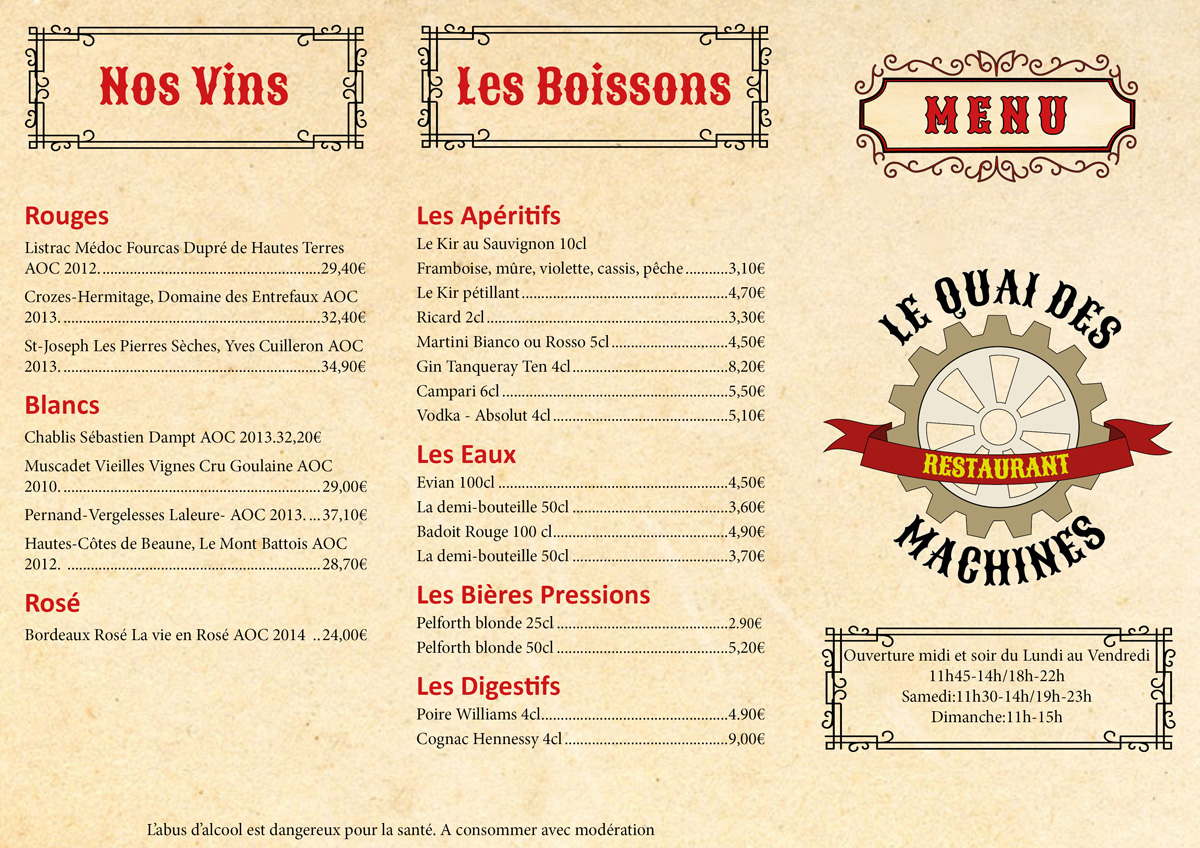 Nos Vins
Rouges
Listrac Médoc Fourcas Dupré de Hautes Terres
AOC 2012.......................................................29,40€
Crozes-Hermitage, Domaine des Entrefaux AOC
2013. ................................................................32,40€
St-Joseph Les Pierres Sèches, Yves Cuilleron AOC
2013. ................................................................34,90€
Blancs
Chablis Sébastien Dampt AOC 2013.32,20€
Muscadet Vieilles Vignes Cru Goulaine AOC
2010. ................................................................29,00€
Pernand-Vergelesses Laleure- AOC 2013. ...37,10€
Hautes-Côtes de Beaune, Le Mont Battois AOC
2012. ...............................................................28,70€
Rosé
Bordeaux Rosé La vie en Rosé AOC 2014 ..24,00€
Les Boissons
Les Apéritifs
Le Kir au Sauvignon 10cl
Framboise, mûre, violette, cassis, pêche...........3,10€
Le Kir pétillant....................................................4,70€
Ricard 2cl.............................................................3,30€
Martini Bianco ou Rosso 5cl.............................4,50€
Gin Tanqueray Ten 4cl.......................................8,20€
Campari 6cl.........................................................5,50€
Vodka - Absolut 4cl............................................5,10€
Les Eaux
Evian 100cl..........................................................4,50€
La demi-bouteille 50cl.......................................3,60€
Badoit Rouge 100 cl............................................4,90€
La demi-bouteille 50cl.......................................3,70€
Les Bières Pressions
Pelforth blonde 25cl...........................................2.90€
Pelforth blonde 50cl...........................................5,20€
Les Digestifs
Poire Williams 4cl...............................................4.90€
Cognac Hennessy 4cl.........................................9,00€
L'abus d'alcool est dangereux pour la santé. A consommer avec modération
MENU
LE QUAI DES
RESTAURANT
MACHINES
Ouverture midi et soir du Lundi au Vendredi
11h45-14h/18h-22h
Samedi:11h30-14h/19h-23h
Dimanche:11h-15h